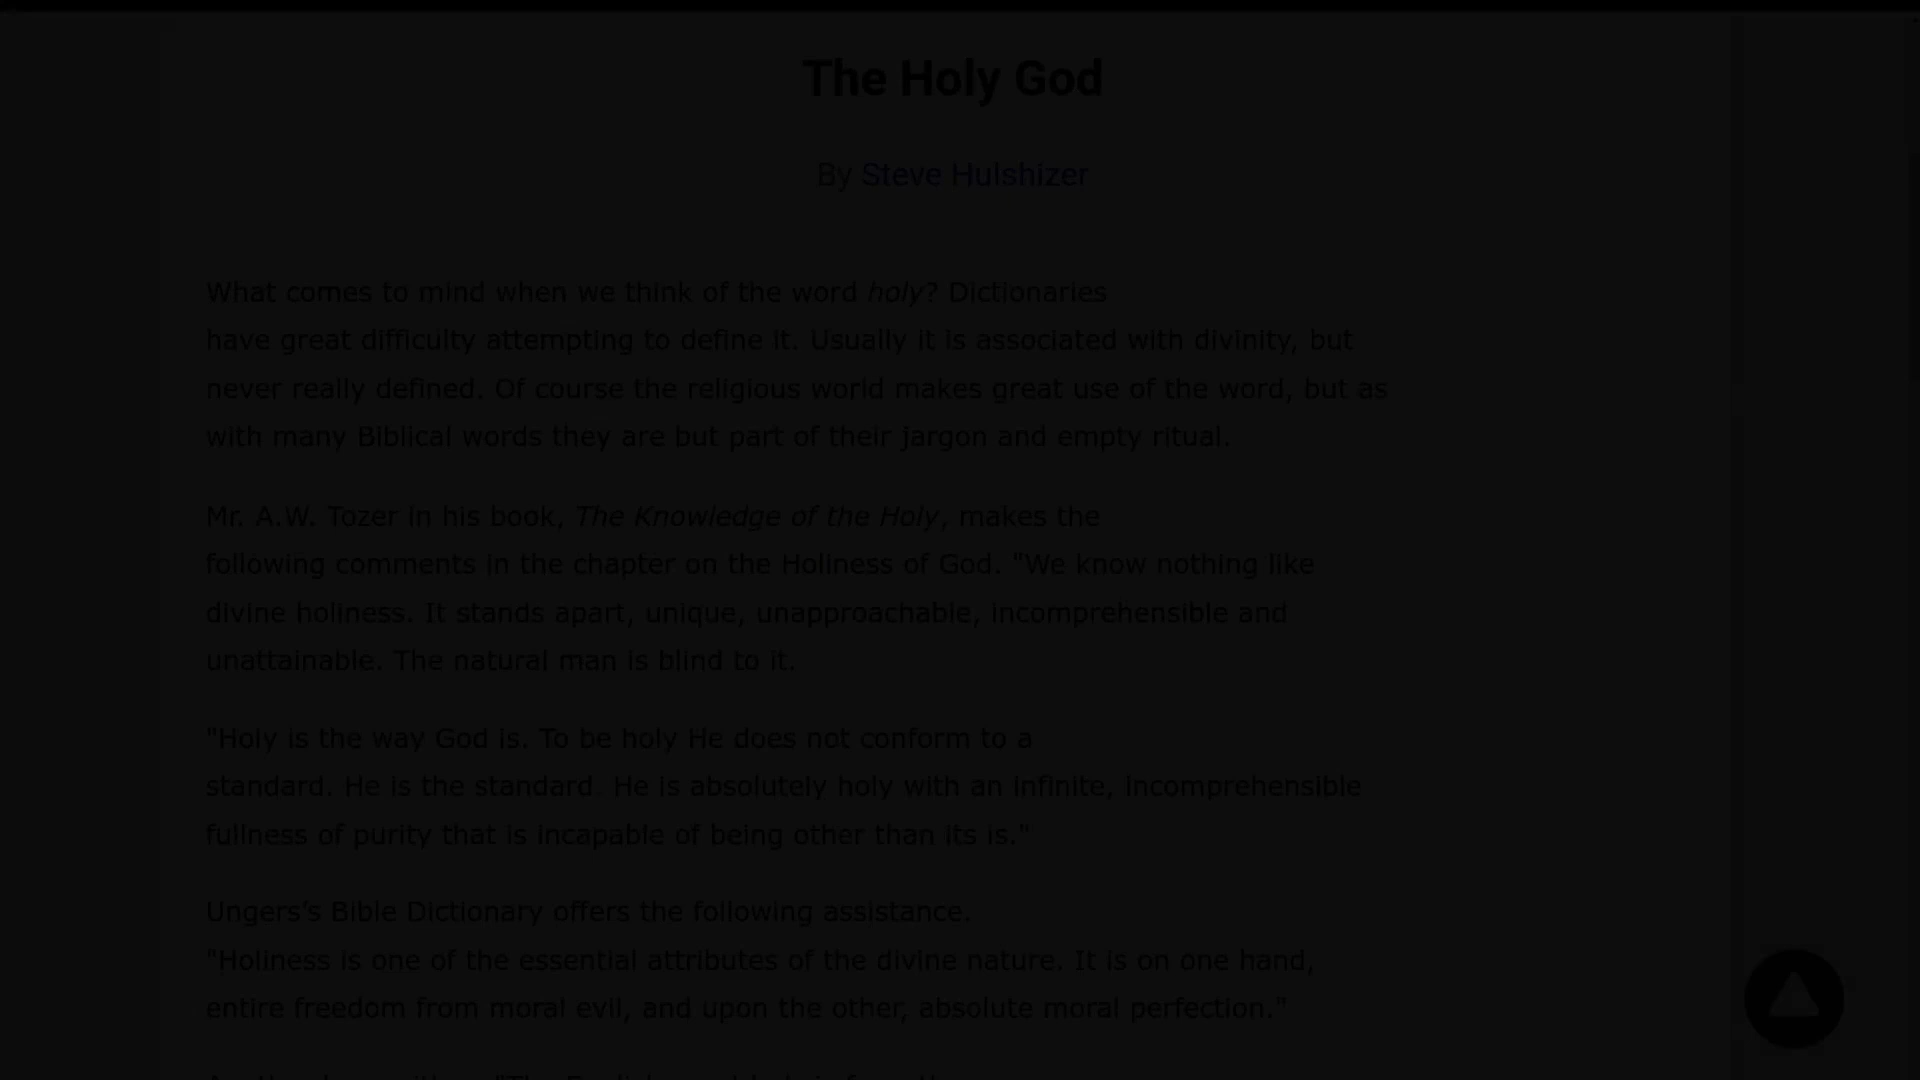 The Holy God
By Steve Hulshizer
What comes to mind when we think of the word holy? Dictionaries
have great difficulty attempting to define it. Usually it is associated with divinity, but
never really defined. Of course the religious world makes great use of the word, but as
with many Biblical words they are but part of their jargon and empty ritual.
Mr. A.W. Tozer in his book, The Knowledge of the Holy, makes the
following comments in the chapter on the Holiness of God. "We know nothing like
divine holiness. It stands apart, unique, unapproachable, incomprehensible and
unattainable. The natural man is blind to it.
"Holy is the way God is. To be holy He does not conform to a
standard. He is the standard. He is absolutely holy with an infinite, incomprehensible
fullness of purity that is incapable of being other than its is."
Ungers’s Bible Dictionary offers the following assistance.
"Holiness is one of the essential attributes of the divine nature. It is on one hand,
entire freedom from moral evil, and upon the other, absolute moral perfection."